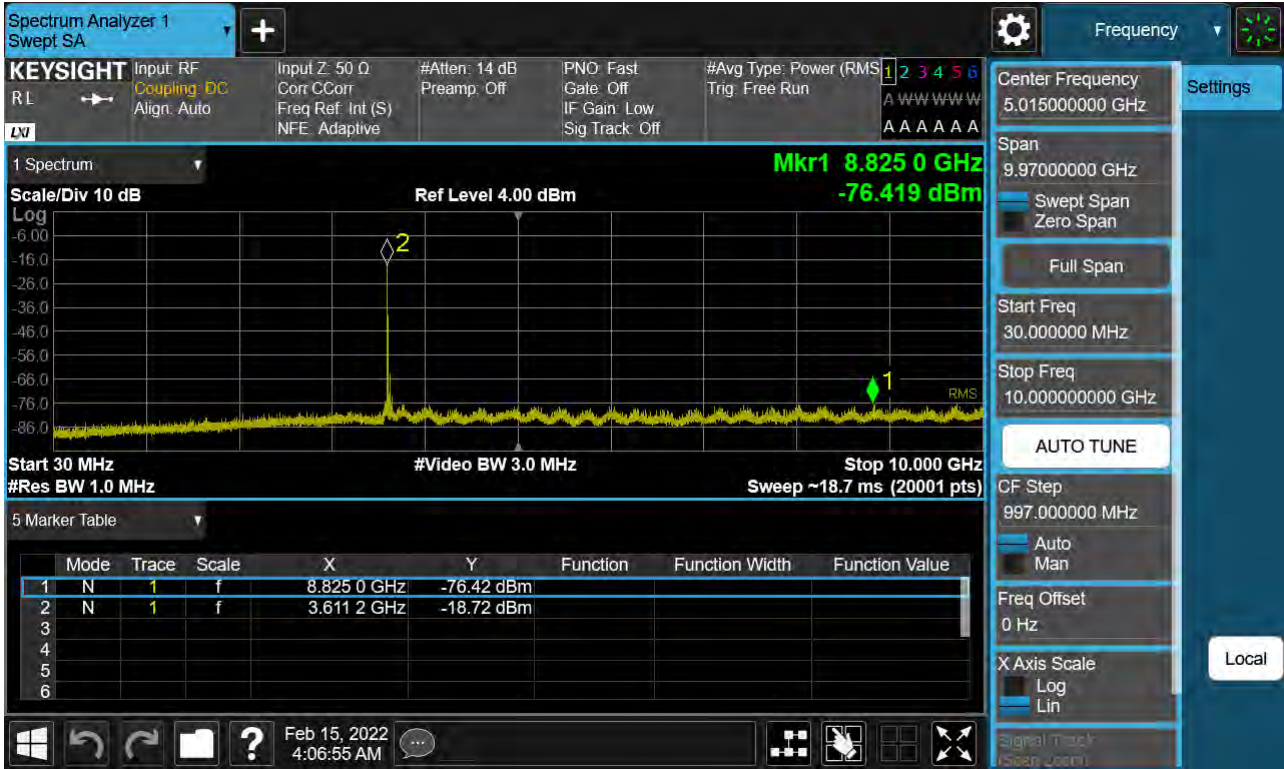 Spectrum Analyzer 1
Swept SA
+
Frequency
KEYSIGHT
Input: RF
Input Z: 50 Ω
#Atten: 14 dB
PNO: Fast
#Avg Type: Power (RMS
1 2 3 4 5 6
R L
Coupling: DC
Corr CCorr
Preamp: Off
Gate: Off
Trig: Free Run
A W W W W W
Align: Auto
Freq Ref: Int (S)
IF Gain: Low
LXI
NFE: Adaptive
Sig Track: Off
A A A A A A
1 Spectrum
Mkr1 8.825 0 GHz
Scale/Div 10 dB
Ref Level 4.00 dBm
-76.419 dBm
Log
-6.00
2
-16.0
-26.0
-36.0
-46.0
-56.0
-66.0
1
-76.0
RMS
-86.0
Start 30 MHz
#Video BW 3.0 MHz
Stop 10.000 GHz
#Res BW 1.0 MHz
Sweep ~18.7 ms (20001 pts)
5 Marker Table
Mode Trace Scale X Y Function Function Width Function Value
1 N 1 f 8.825 0 GHz -76.42 dBm
2 N 1 f 3.611 2 GHz -18.72 dBm
3
4
5
6
Feb 15, 2022
4:06:55 AM
?
Center Frequency
5.015000000 GHz
Settings
Span
9.97000000 GHz
Swept Span
Zero Span
Full Span
Start Freq
30.000000 MHz
Stop Freq
10.000000000 GHz
AUTO TUNE
CF Step
997.000000 MHz
Auto
Man
Freq Offset
0 Hz
X Axis Scale
Log
Lin
Local
Signal Track
(Span Zoom)